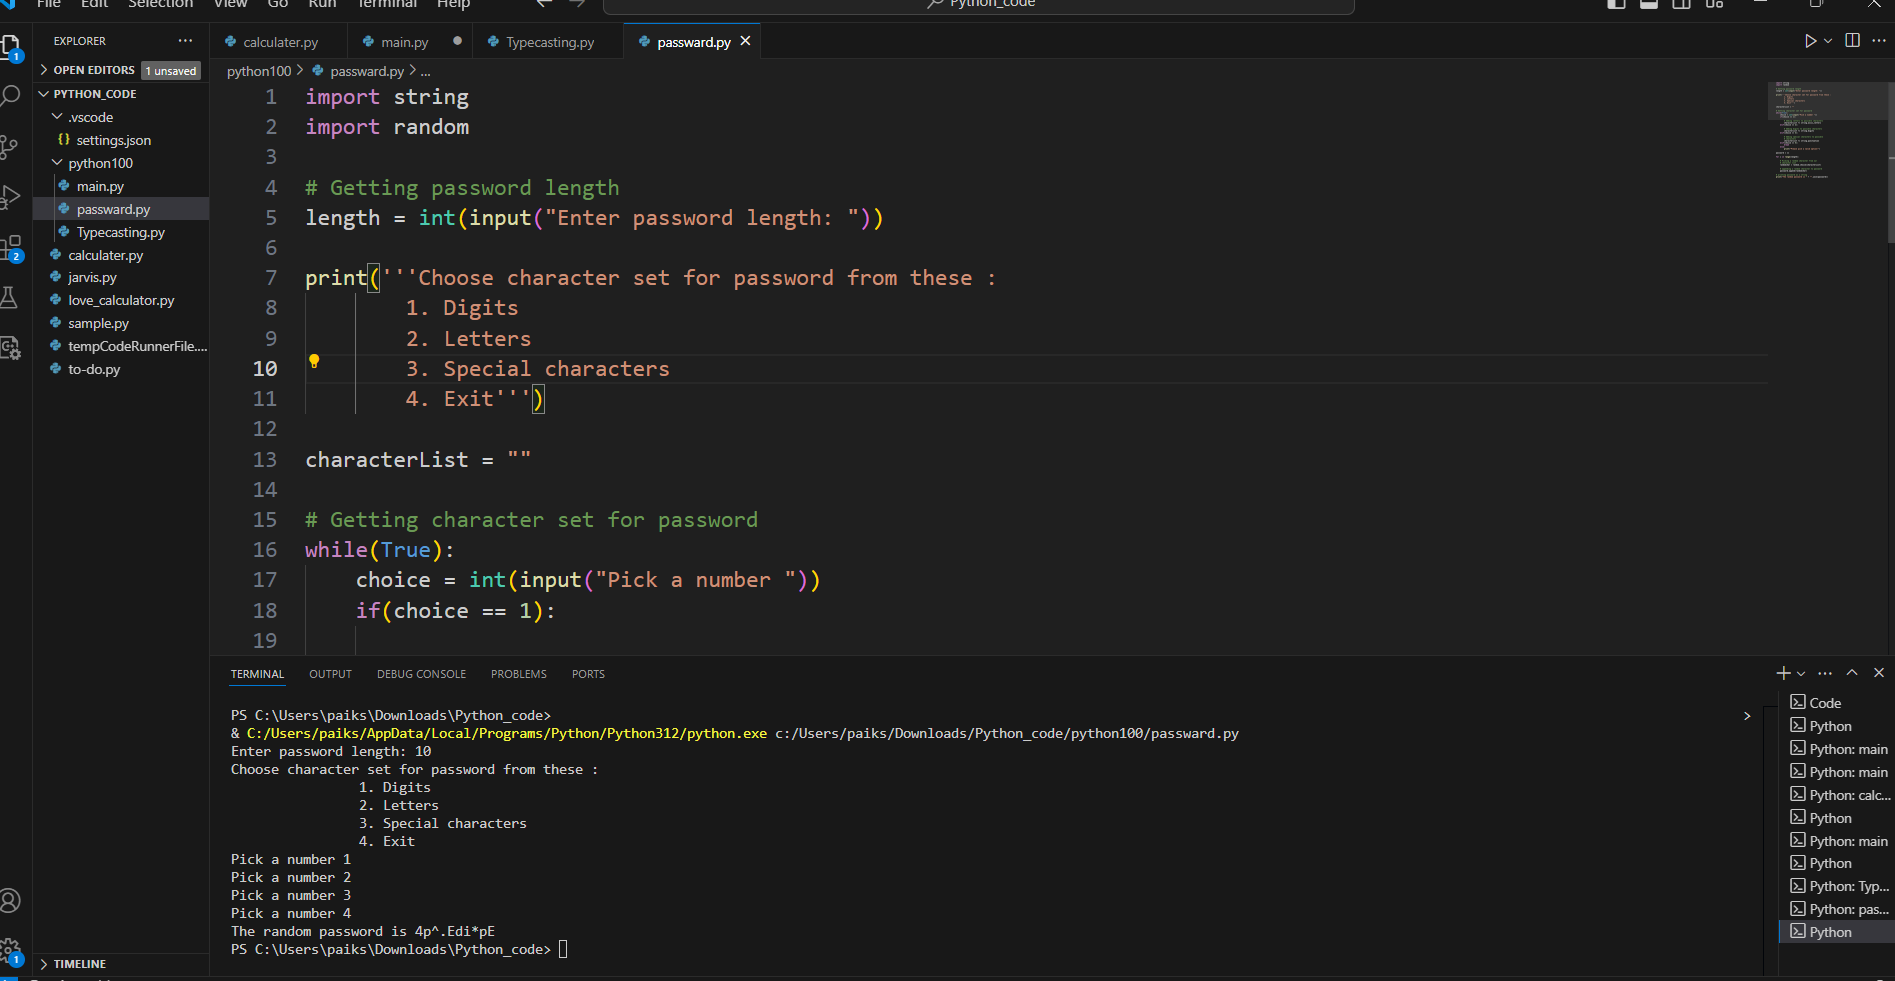 File Edit Selection View Go Run Terminal Help
Python_code
EXPLORER
OPEN EDITORS 1 unsaved
PYTHON_CODE
.vscode
settings.json
python100
main.py
passward.py
Typecasting.py
calculater.py
jarvis.py
love_calculator.py
sample.py
tempCodeRunnerFile....
to-do.py
TIMELINE
1
2
1
calculater.py main.py Typecasting.py passward.py
python100 > passward.py > ...
1 import string
2 import random
3
4 # Getting password length
5 length = int(input("Enter password length: "))
6
7 print('''Choose character set for password from these :
8 1. Digits
9 2. Letters
10 3. Special characters
11 4. Exit''')
12
13 characterList = ""
14
15 # Getting character set for password
16 while(True):
17 choice = int(input("Pick a number "))
18 if(choice == 1):
19
TERMINAL OUTPUT DEBUG CONSOLE PROBLEMS PORTS
PS C:\Users\paiks\Downloads\Python_code>
& C:/Users/paiks/AppData/Local/Programs/Python/Python312/python.exe c:/Users/paiks/Downloads/Python_code/python100/passward.py
Enter password length: 10
Choose character set for password from these :
1. Digits
2. Letters
3. Special characters
4. Exit
Pick a number 1
Pick a number 2
Pick a number 3
Pick a number 4
The random password is 4p^.Edi*pE
PS C:\Users\paiks\Downloads\Python_code>
Code
Python
Python: main
Python: main
Python: calc...
Python
Python: main
Python
Python: Typ...
Python: pas...
Python